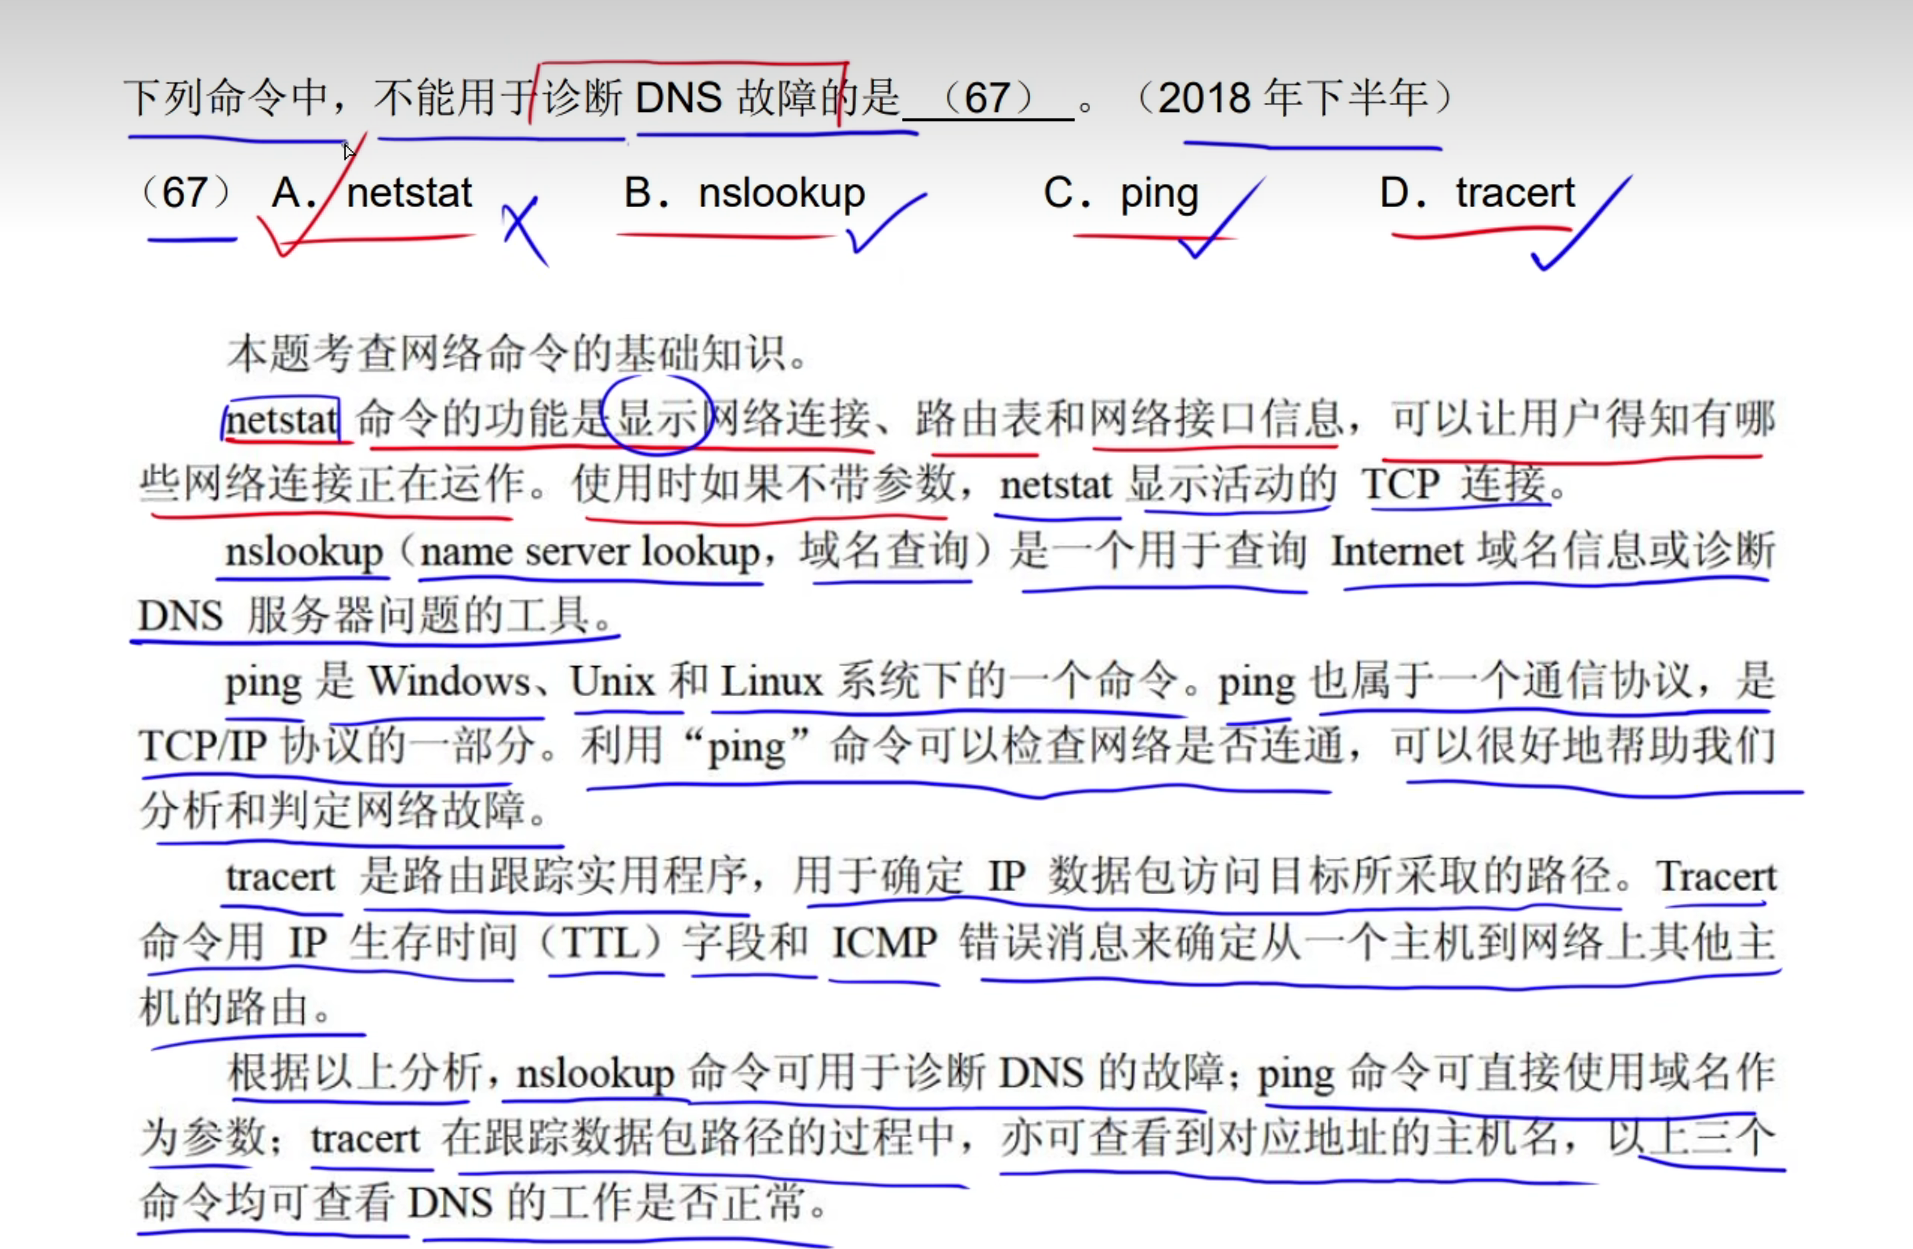 下列命令中，不能用于诊断 DNS 故障的是 （67） 。（2018 年下半年）
（67） A．netstat B．nslookup C．ping D．tracert
本题考查网络命令的基础知识。
netstat 命令的功能是显示网络连接、路由表和网络接口信息，可以让用户得知有哪
些网络连接正在运作。使用时如果不带参数，netstat 显示活动的 TCP 连接。
nslookup（name server lookup，域名查询）是一个用于查询 Internet 域名信息或诊断
DNS 服务器问题的工具。
ping 是 Windows、Unix 和 Linux 系统下的一个命令。ping 也属于一个通信协议，是
TCP/IP 协议的一部分。利用“ping”命令可以检查网络是否连通，可以很好地帮助我们
分析和判定网络故障。
tracert 是路由跟踪实用程序，用于确定 IP 数据包访问目标所采取的路径。Tracert
命令用 IP 生存时间（TTL）字段和 ICMP 错误消息来确定从一个主机到网络上其他主
机的路由。
根据以上分析，nslookup 命令可用于诊断 DNS 的故障；ping 命令可直接使用域名作
为参数；tracert 在跟踪数据包路径的过程中，亦可查看到对应地址的主机名，以上三个
命令均可查看 DNS 的工作是否正常。